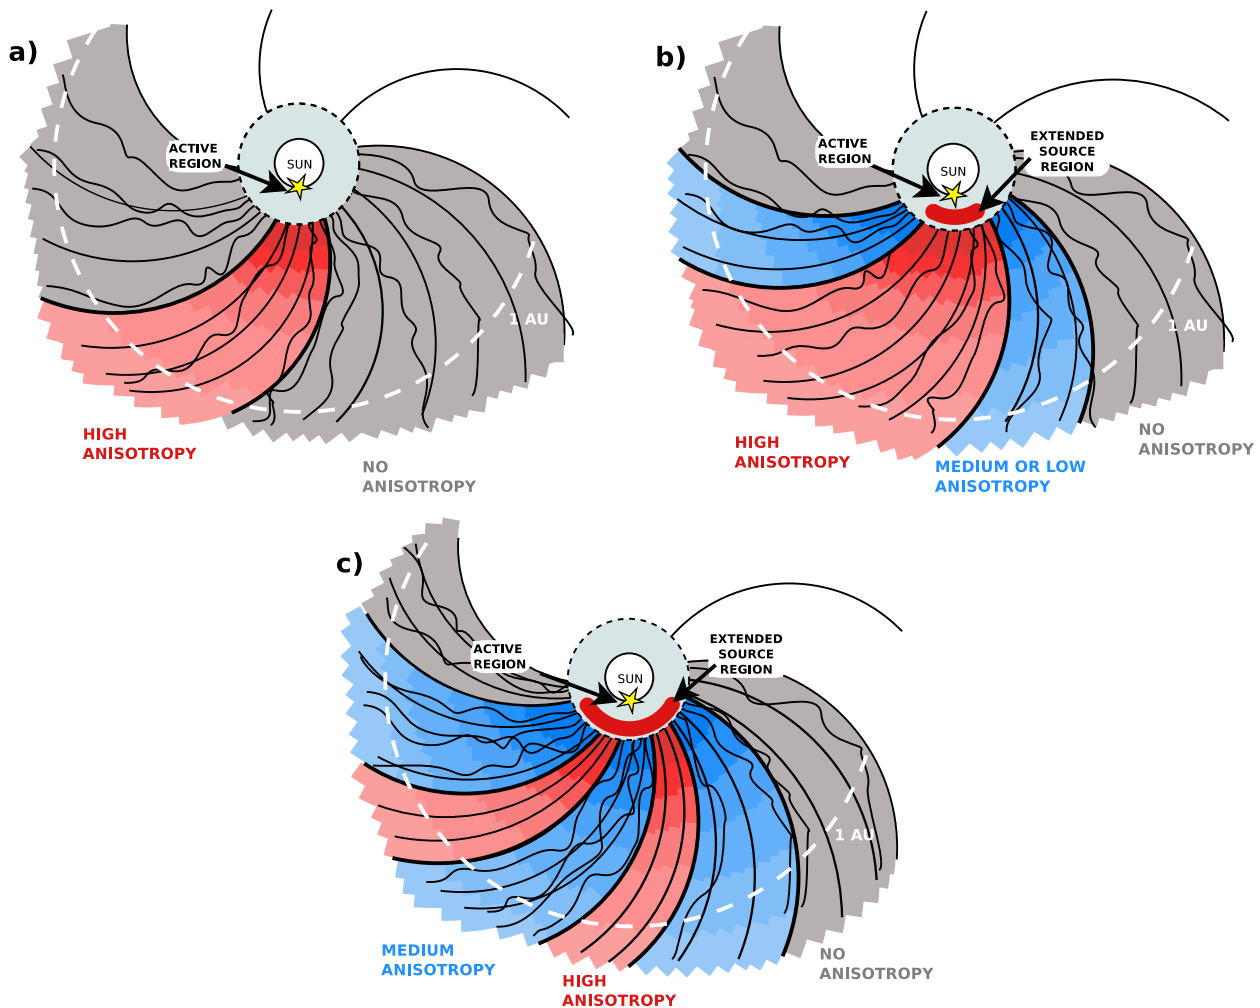 a)
ACTIVE
REGION
SUN
1 AU
HIGH
ANISOTROPY
NO
ANISOTROPY
b)
ACTIVE
REGION
SUN
EXTENDED
SOURCE
REGION
1 AU
HIGH
ANISOTROPY
MEDIUM OR LOW
ANISOTROPY
NO
ANISOTROPY
c)
ACTIVE
REGION
SUN
EXTENDED
SOURCE
REGION
1 AU
MEDIUM
ANISOTROPY
HIGH
ANISOTROPY
NO
ANISOTROPY